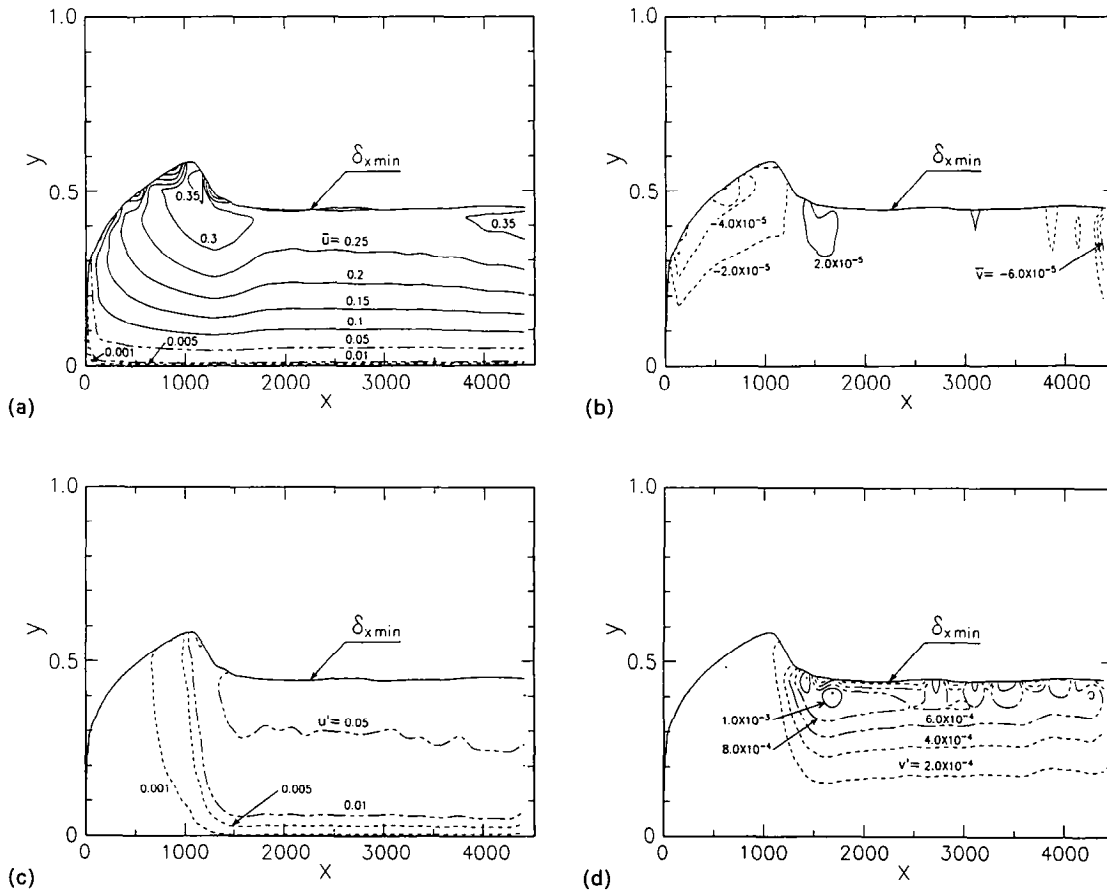 1.0
y
0.5
0
δx min
0.35
0.3
0.35
ū = 0.25
0.2
0.15
0.1
0.05
0.01
0.001
0.005
0 1000 2000 3000 4000
X
(a)
1.0
y
0.5
0
δx min
-4.0X10⁻⁵
-2.0X10⁻⁵
2.0X10⁻⁵
v̄ = -6.0X10⁻⁵
0 1000 2000 3000 4000
X
(b)
1.0
y
0.5
0
δx min
u' = 0.05
0.001
0.005
0.01
0 1000 2000 3000 4000
X
(c)
1.0
y
0.5
0
δx min
1.0X10⁻³
8.0X10⁻⁴
6.0X10⁻⁴
4.0X10⁻⁴
v' = 2.0X10⁻⁴
0 1000 2000 3000 4000
X
(d)